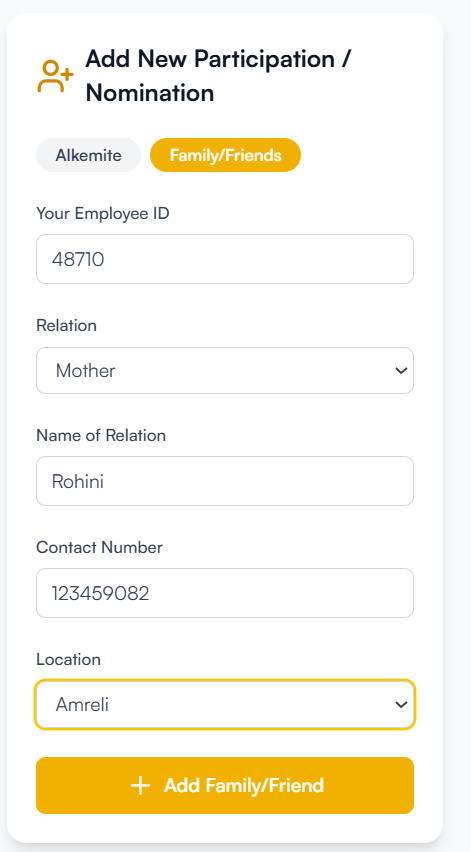 Add New Participation /
Nomination
Alkemite
Family/Friends
Your Employee ID
48710
Relation
Mother
Name of Relation
Rohini
Contact Number
123459082
Location
Amreli
Add Family/Friend